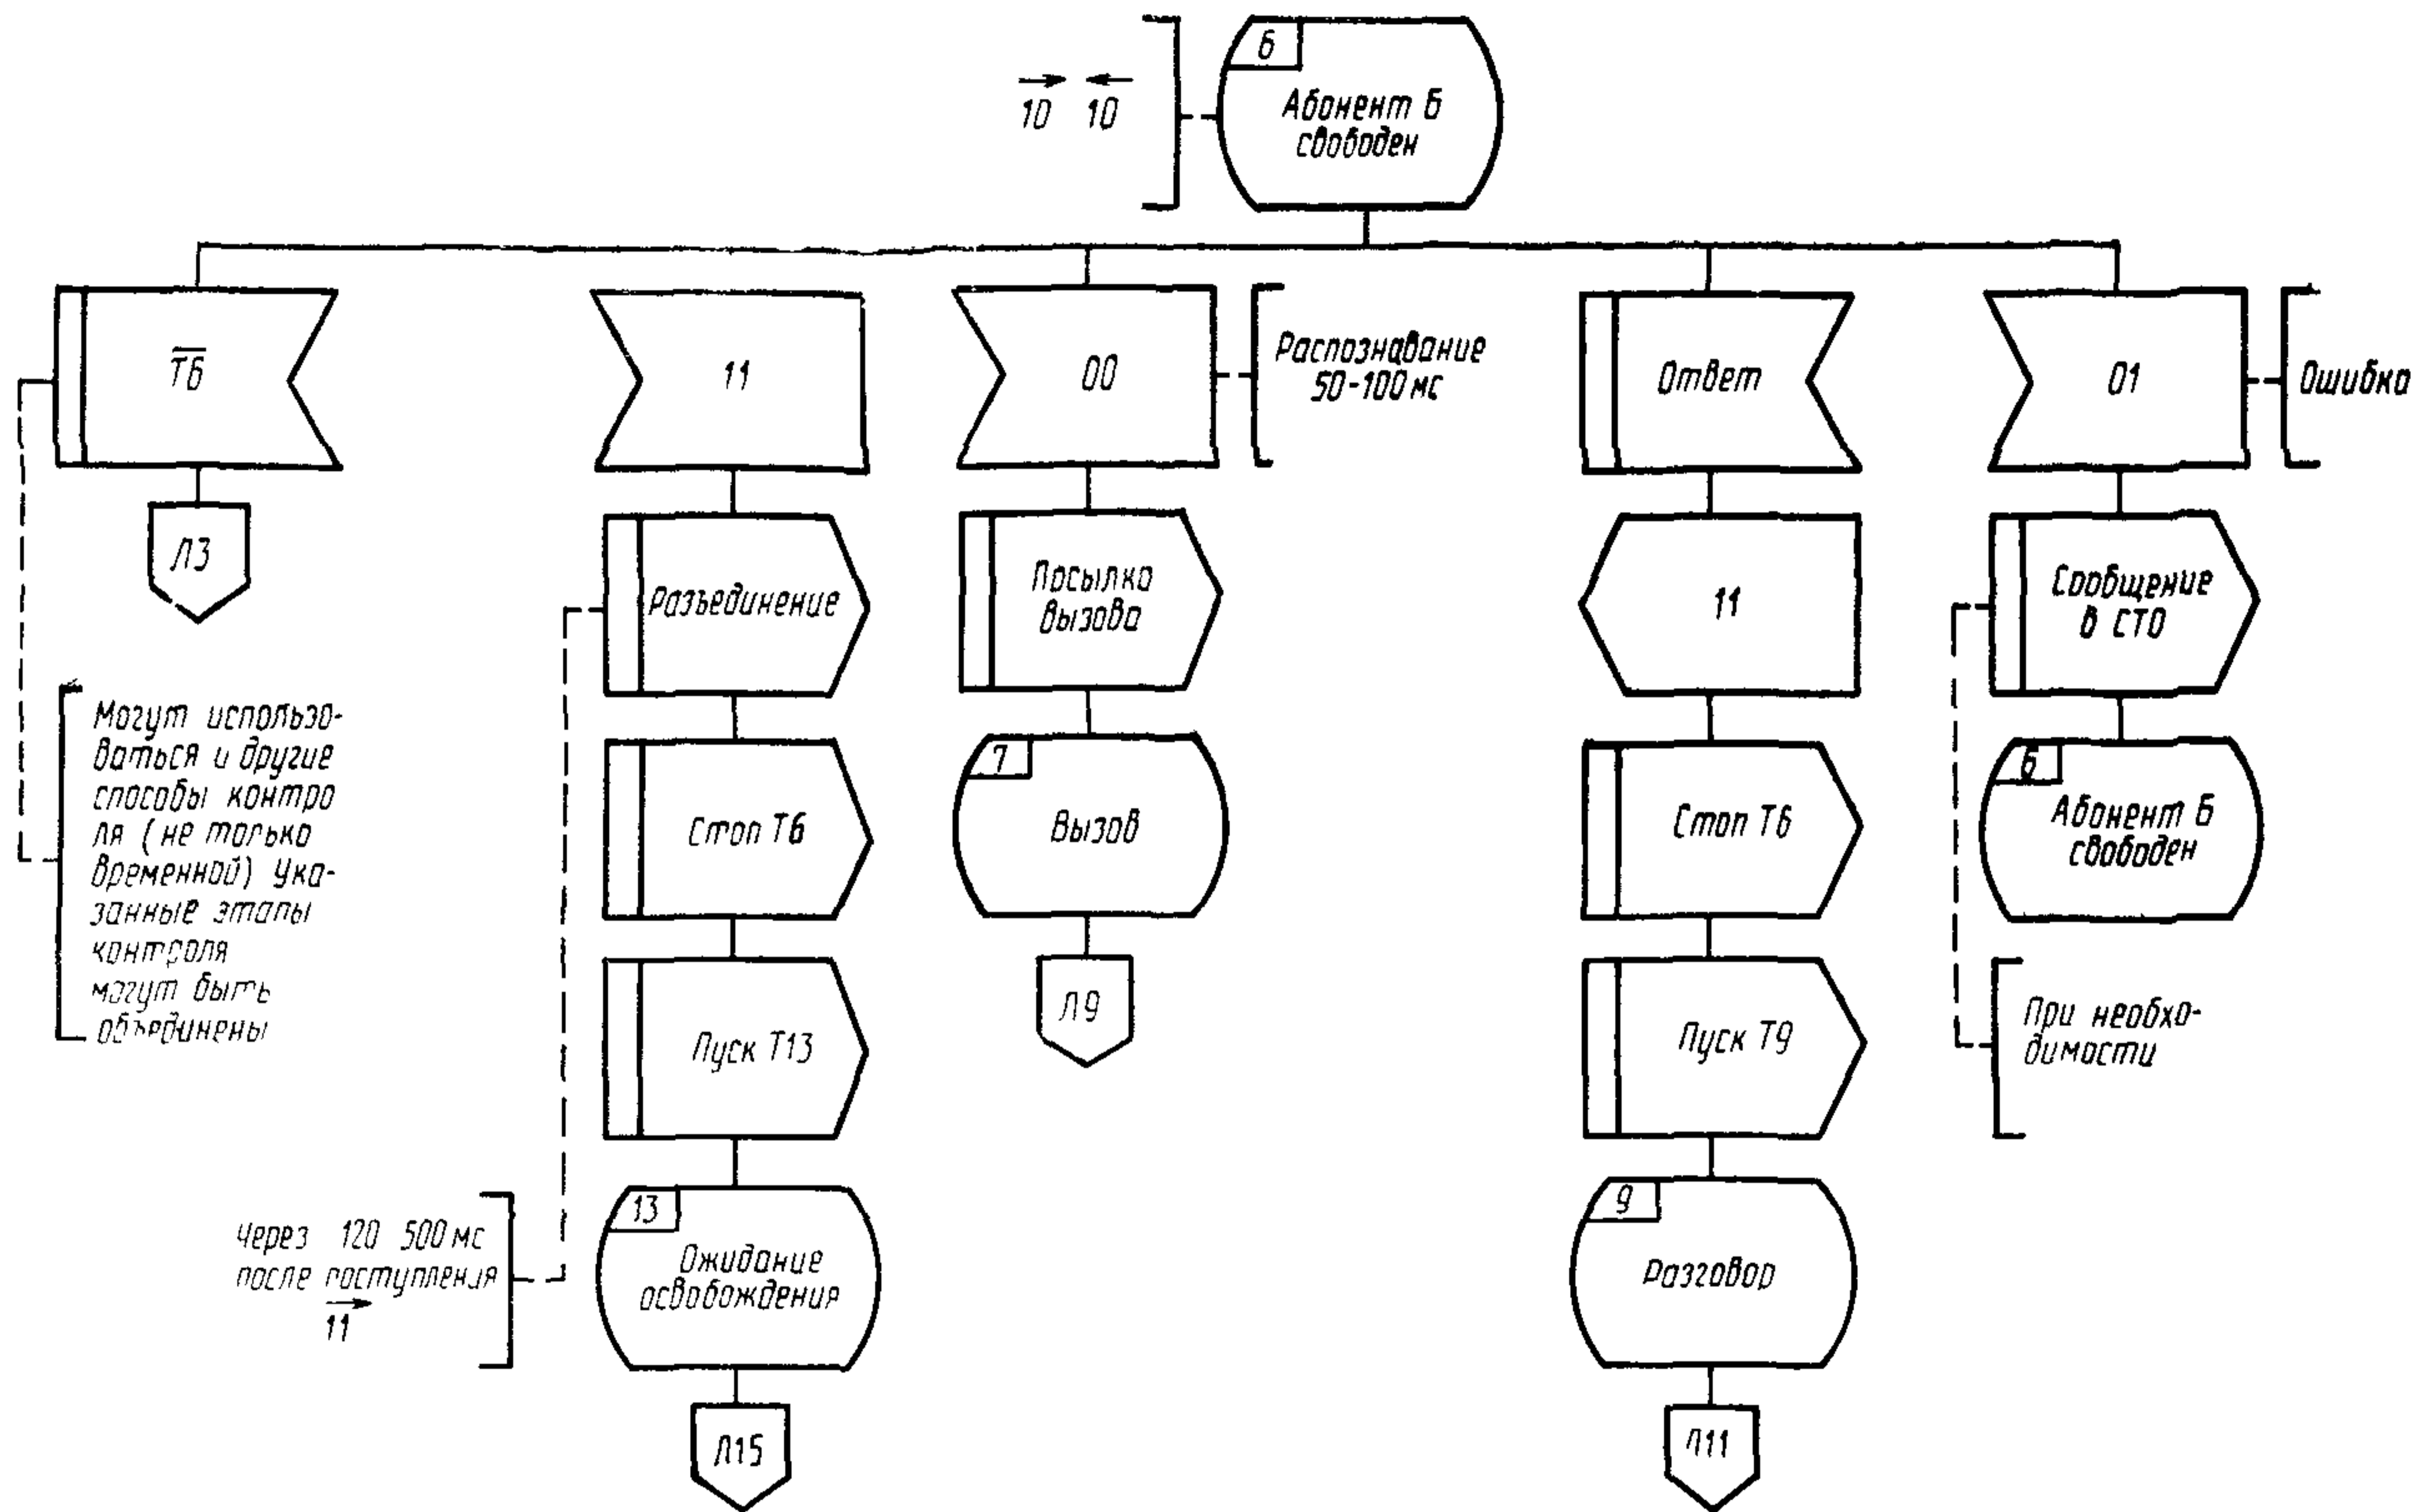 6
Абонент Б
свободен
10 10
Т6
11
00
Распознавание
50-100 мс
Ответ
01
Ошибка
Л3
Разъединение
Посылка
вызова
11
Сообщение
в СТО
Могут использо-
ваться и другие
способы контро
ля (не только
временной) Ука-
занные этапы
контроля
могут быть
объединены
Стоп Т6
7
Вызов
Стоп Т6
6
Абонент Б
свободен
Пуск Т13
Л9
Пуск Т9
При необхо-
димости
Через 120 500 мс
после поступления
11
13
Ожидание
освобождения
9
Разговор
Л15
Л11